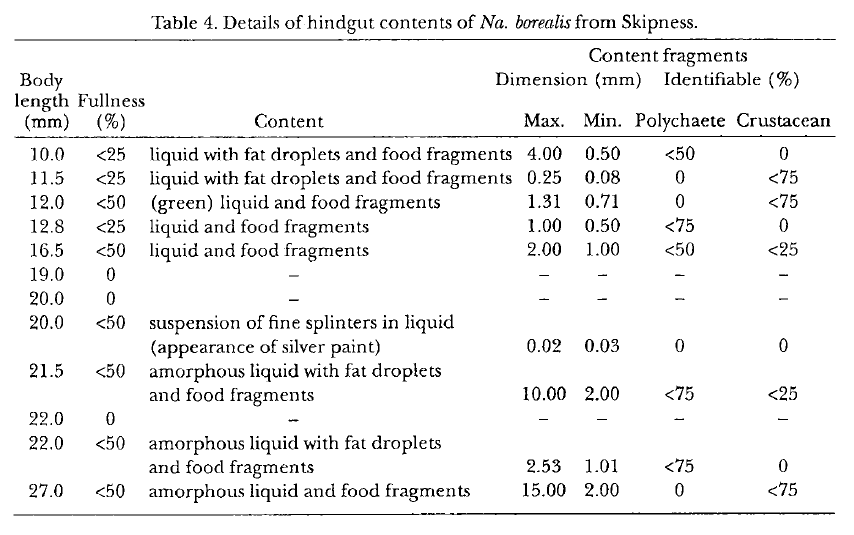 Table 4. Details of hindgut contents of Na. borealis from Skipness.
Content fragments
Body Dimension (mm) Identifiable (%)
length Fullness
(mm) (%) Content Max. Min. Polychaete Crustacean
10.0 <25 liquid with fat droplets and food fragments 4.00 0.50 <50 0
11.5 <25 liquid with fat droplets and food fragments 0.25 0.08 0 <75
12.0 <50 (green) liquid and food fragments 1.31 0.71 0 <75
12.8 <25 liquid and food fragments 1.00 0.50 <75 0
16.5 <50 liquid and food fragments 2.00 1.00 <50 <25
19.0 0 – – – – –
20.0 0 – – – – –
20.0 <50 suspension of fine splinters in liquid
(appearance of silver paint) 0.02 0.03 0 0
21.5 <50 amorphous liquid with fat droplets
and food fragments 10.00 2.00 <75 <25
22.0 0 – – – – –
22.0 <50 amorphous liquid with fat droplets
and food fragments 2.53 1.01 <75 0
27.0 <50 amorphous liquid and food fragments 15.00 2.00 0 <75